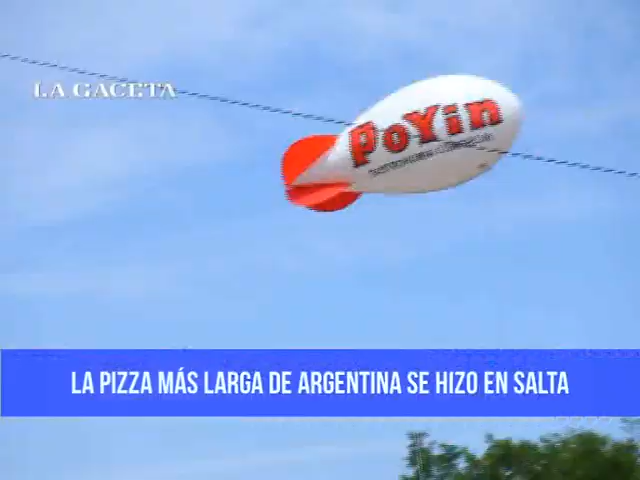 LA GACETA
PoYin
LA PIZZA MÁS LARGA DE ARGENTINA SE HIZO EN SALTA